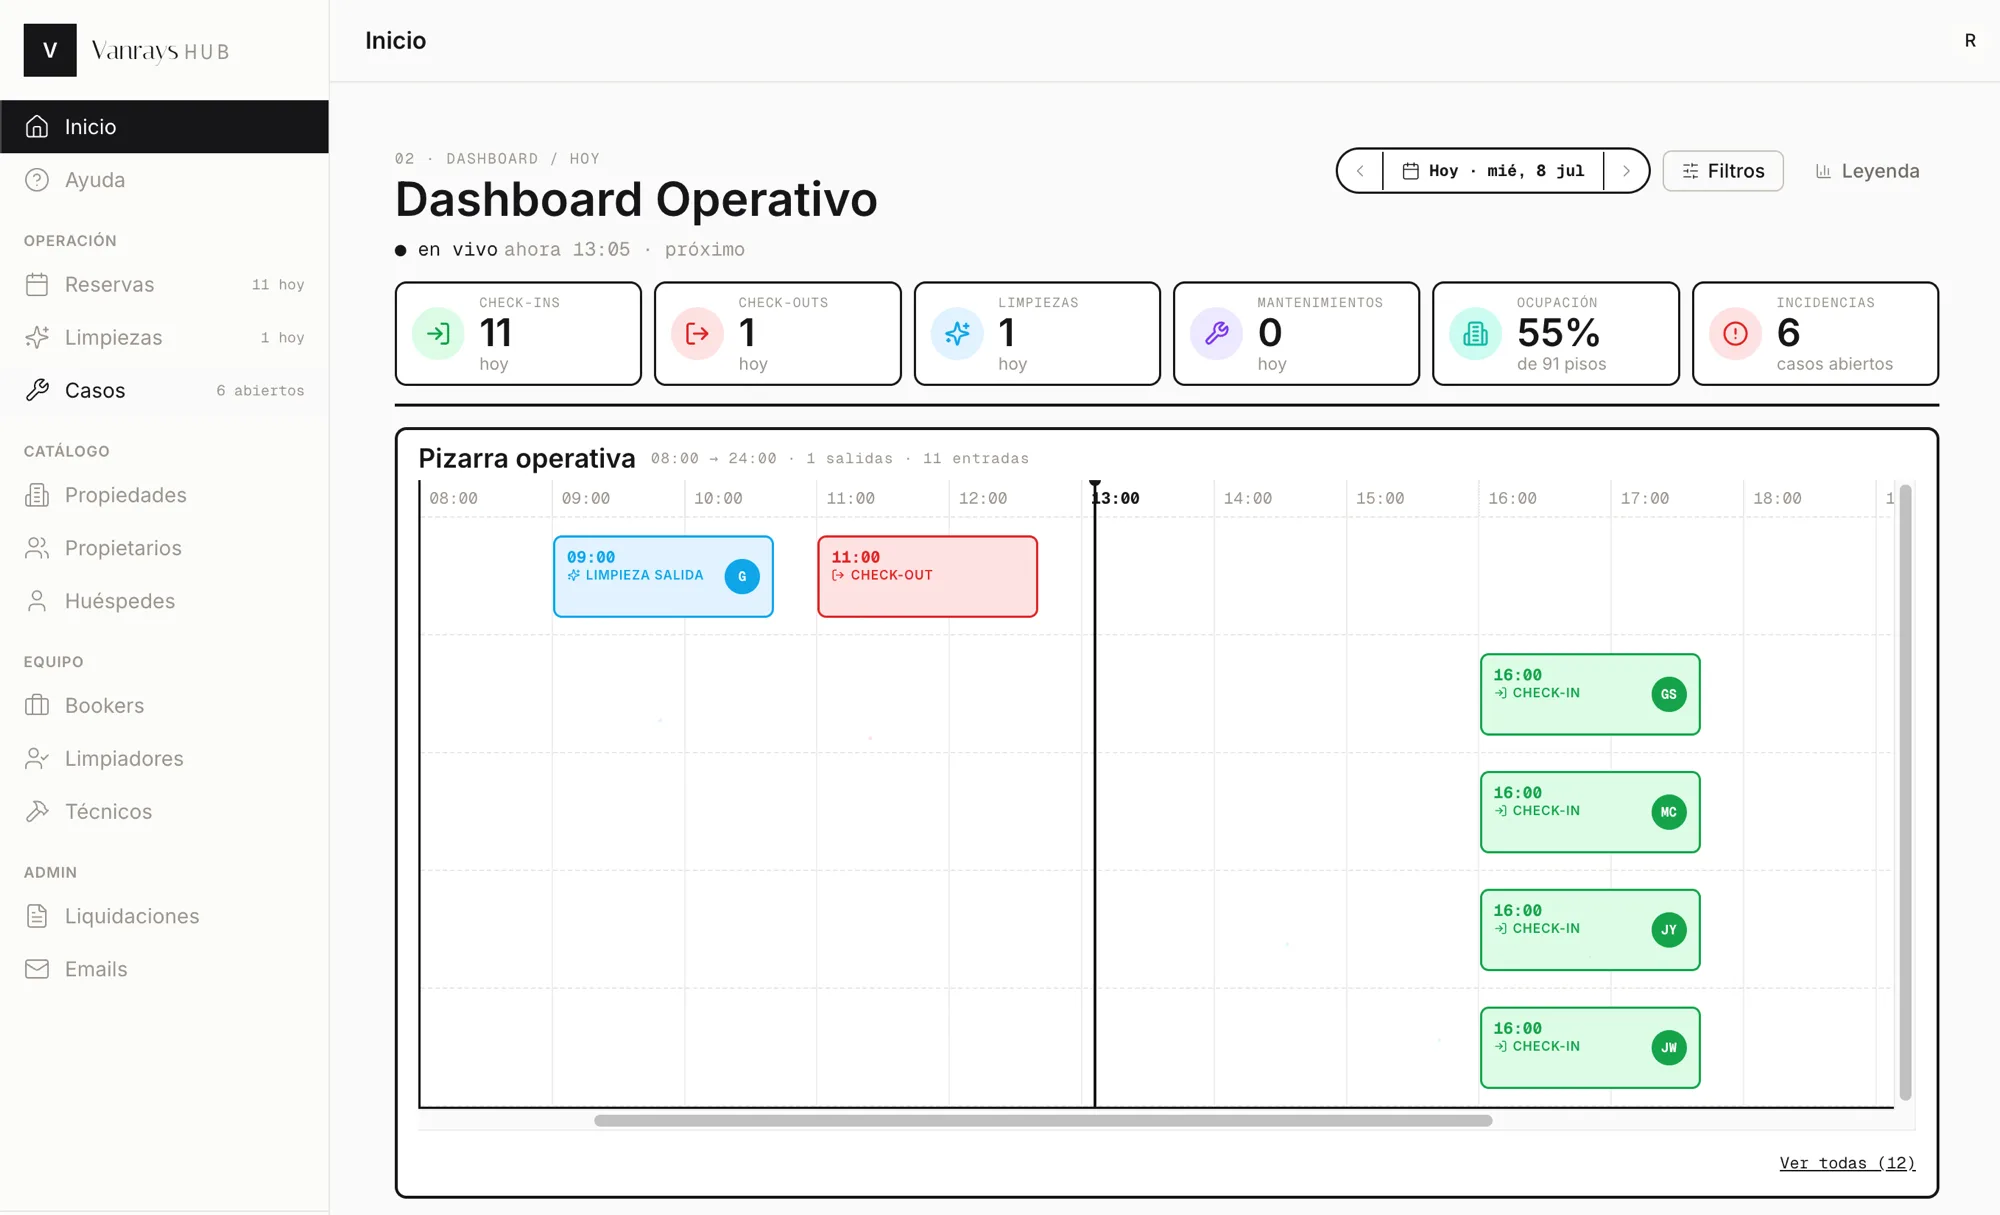 V Vanrays HUB
Inicio
Ayuda
OPERACIÓN
Reservas 11 hoy
Limpiezas 1 hoy
Casos 6 abiertos
CATÁLOGO
Propiedades
Propietarios
Huéspedes
EQUIPO
Bookers
Limpiadores
Técnicos
ADMIN
Liquidaciones
Emails
Inicio
R
02 · DASHBOARD / HOY
Dashboard Operativo
en vivo ahora 13:05 · próximo
Hoy · mié, 8 jul
Filtros
Leyenda
CHECK-INS
11
hoy
CHECK-OUTS
1
hoy
LIMPIEZAS
1
hoy
MANTENIMIENTOS
0
hoy
OCUPACIÓN
55%
de 91 pisos
INCIDENCIAS
6
casos abiertos
Pizarra operativa 08:00 → 24:00 · 1 salidas · 11 entradas
08:00 09:00 10:00 11:00 12:00 13:00 14:00 15:00 16:00 17:00 18:00 1
09:00
LIMPIEZA SALIDA
G
11:00
CHECK-OUT
16:00
CHECK-IN
GS
16:00
CHECK-IN
MC
16:00
CHECK-IN
JY
16:00
CHECK-IN
JW
Ver todas (12)